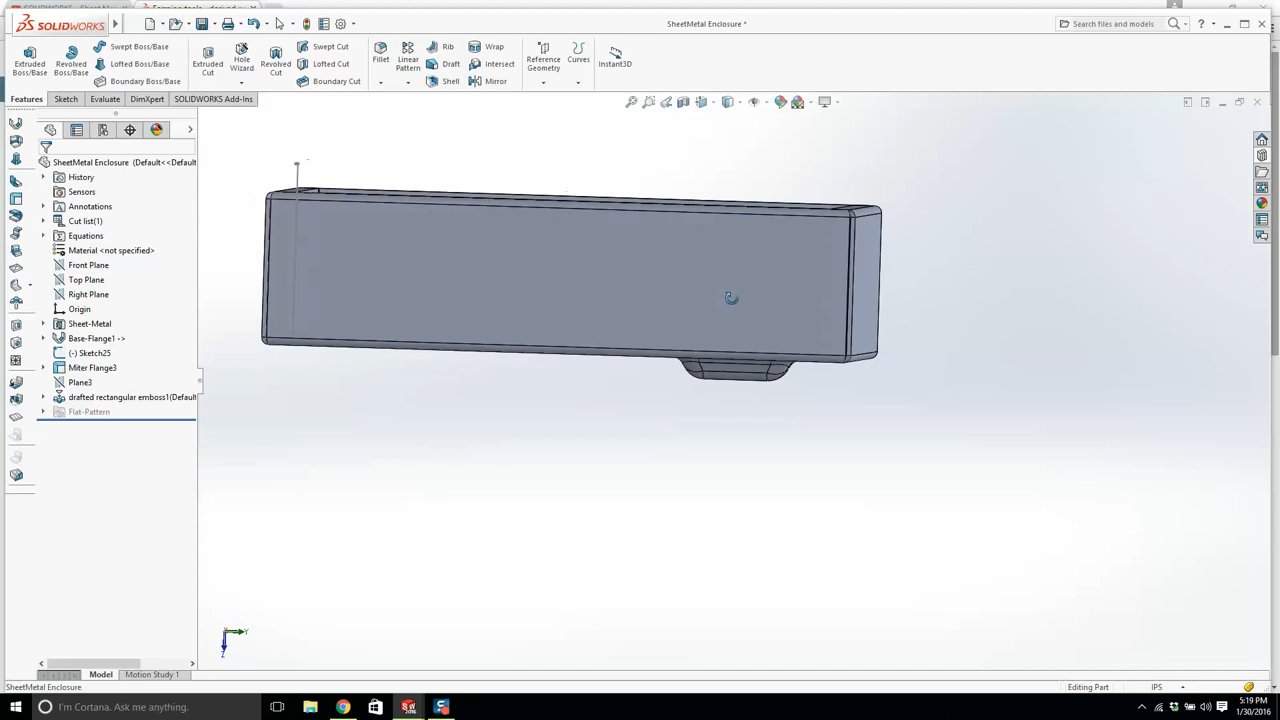 SOLIDWORKS
SheetMetal Enclosure *
Search files and models
Extruded Boss/Base
Revolved Boss/Base
Swept Boss/Base
Lofted Boss/Base
Boundary Boss/Base
Extruded Cut
Hole Wizard
Revolved Cut
Swept Cut
Lofted Cut
Boundary Cut
Fillet
Linear Pattern
Rib
Draft
Shell
Wrap
Intersect
Mirror
Reference Geometry
Curves
Instant3D
Features
Sketch
Evaluate
DimXpert
SOLIDWORKS Add-Ins
SheetMetal Enclosure (Default<<Default
History
Sensors
Annotations
Cut list(1)
Equations
Material <not specified>
Front Plane
Top Plane
Right Plane
Origin
Sheet-Metal
Base-Flange1 ->
(-) Sketch25
Miter Flange3
Plane3
drafted rectangular emboss1(Default
Flat-Pattern
Y
Z
Model
Motion Study 1
SheetMetal Enclosure
Editing Part
IPS
I'm Cortana. Ask me anything.
5:19 PM
1/30/2016